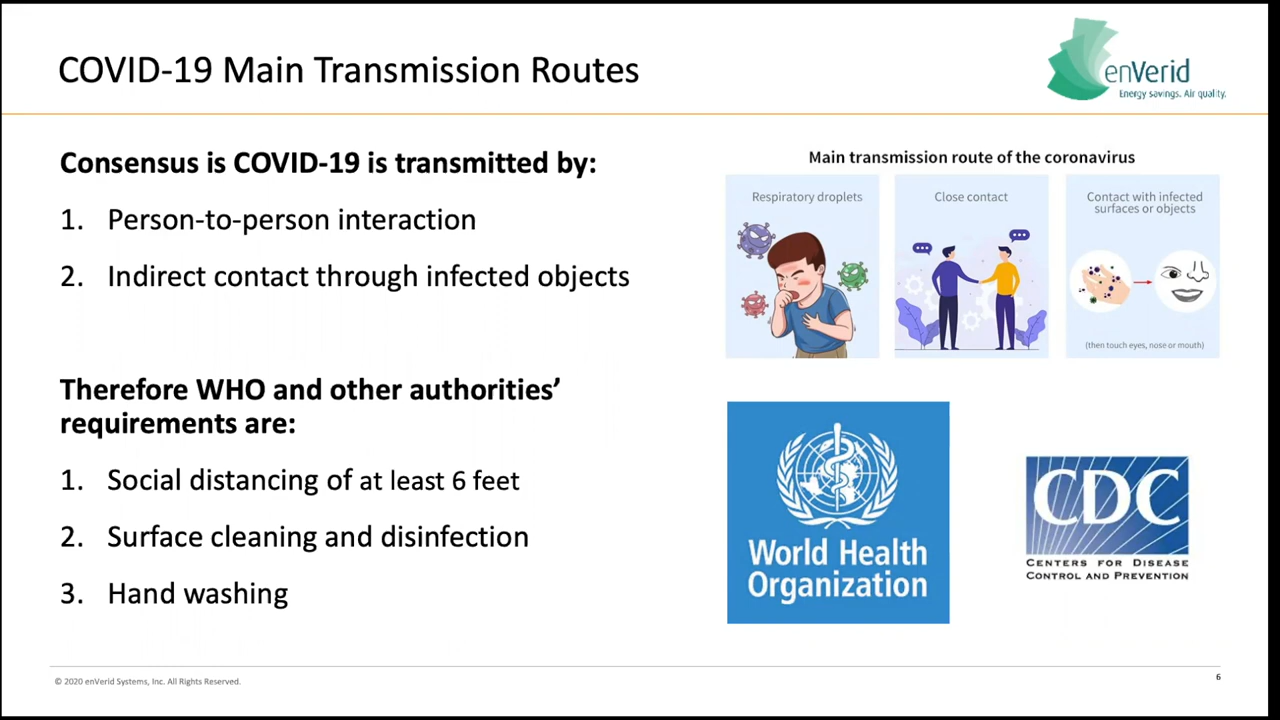 COVID-19 Main Transmission Routes
enVerid
Energy savings. Air quality.
Consensus is COVID-19 is transmitted by:
1. Person-to-person interaction
2. Indirect contact through infected objects
Therefore WHO and other authorities’
requirements are:
1. Social distancing of at least 6 feet
2. Surface cleaning and disinfection
3. Hand washing
Main transmission route of the coronavirus
Respiratory droplets
Close contact
Contact with infected
surfaces or objects
(then touch eyes, nose or mouth)
World Health
Organization
CDC
CENTERS FOR DISEASE
CONTROL AND PREVENTION
© 2020 enVerid Systems, Inc. All Rights Reserved.
6